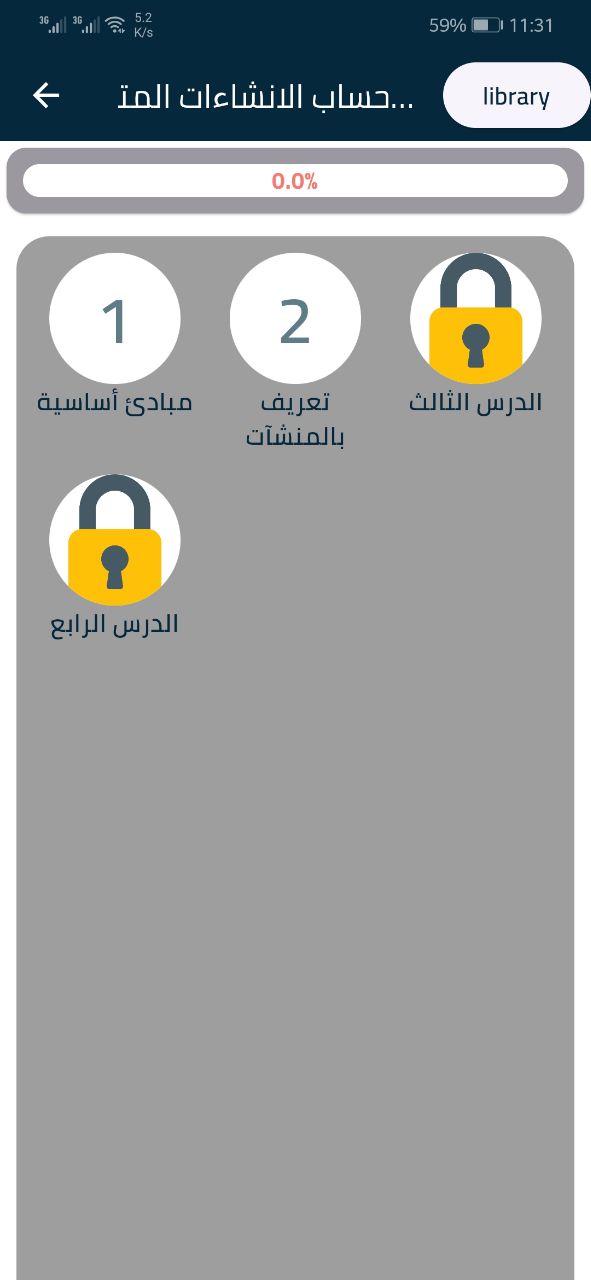 3G 3G 5.2 K/s 59% 11:31
حساب الانشاءات المت...
library
0.0%
1
2
مبادئ أساسية
تعريف
بالمنشآت
الدرس الثالث
الدرس الرابع